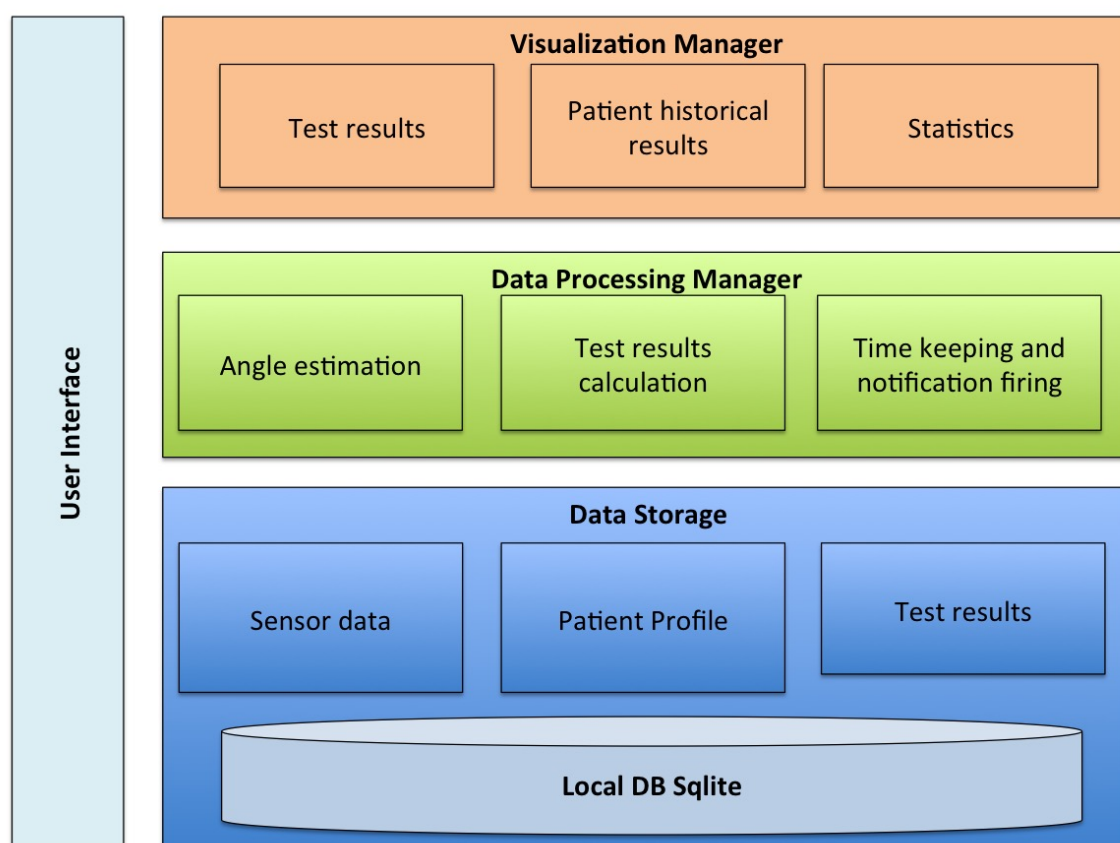 User Interface
Visualization Manager
Test results
Patient historical
results
Statistics
Data Processing Manager
Angle estimation
Test results
calculation
Time keeping and
notification firing
Data Storage
Sensor data
Patient Profile
Test results
Local DB Sqlite